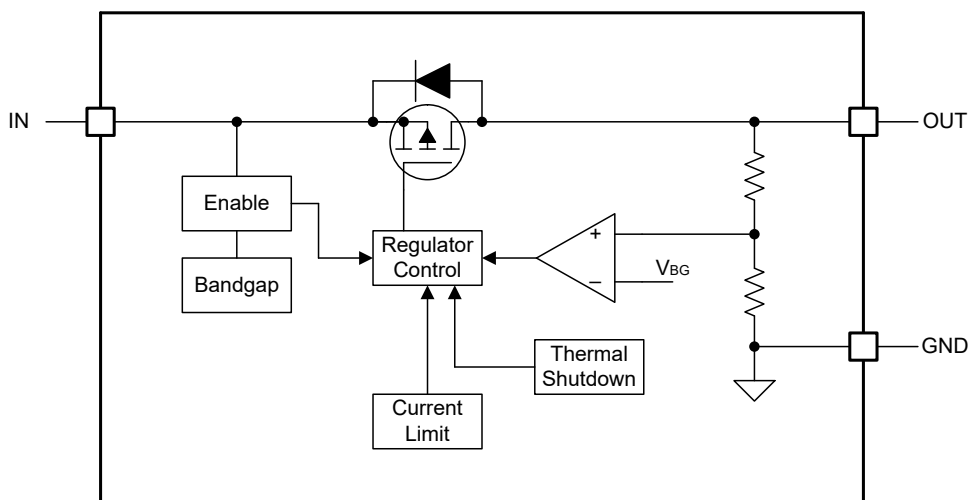 IN
OUT
Enable
Bandgap
Regulator
Control
+
−
VBG
GND
Thermal
Shutdown
Current
Limit